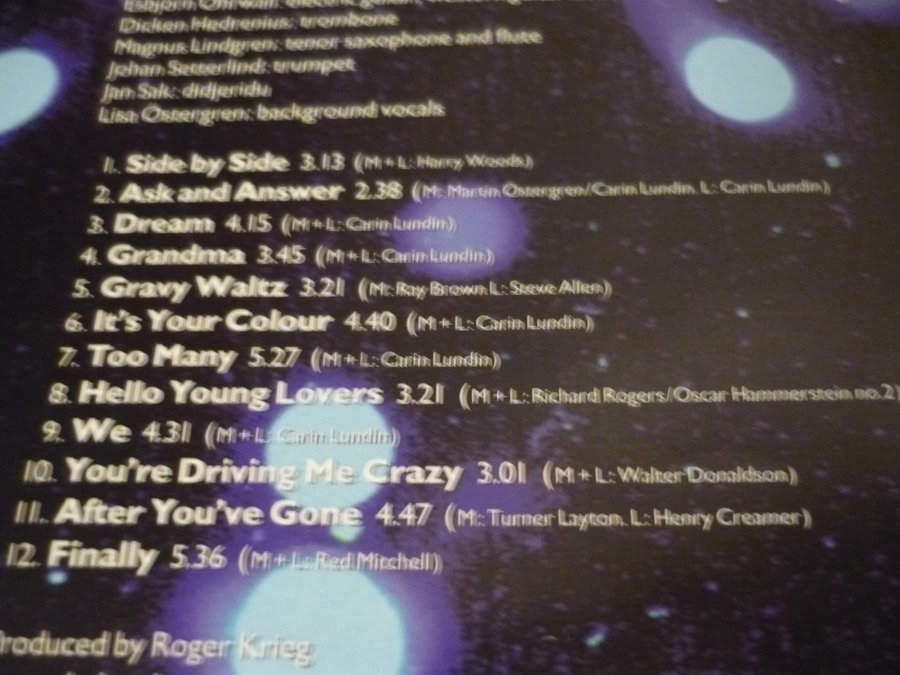 Dicken Hedrenius: trombone
Magnus Lindgren: tenor saxophone and flute
Johan Setterlind: trumpet
Jan Sak: didjeridu
Lisa Östergren: background vocals
1. Side by Side 3.13 (M + L: Harry Woods)
2. Ask and Answer 2.38 (M: Martin Östergren/Carin Lundin. L: Carin Lundin)
3. Dream 4.15 (M + L: Carin Lundin)
4. Grandma 3.45 (M + L: Carin Lundin)
5. Gravy Waltz 3.21 (M: Ray Brown L: Steve Allen)
6. It's Your Colour 4.40 (M + L: Carin Lundin)
7. Too Many 5.27 (M + L: Carin Lundin)
8. Hello Young Lovers 3.21 (M + L: Richard Rogers/Oscar Hammerstein no.2)
9. We 4.31 (M + L: Carin Lundin)
10. You're Driving Me Crazy 3.01 (M + L: Walter Donaldson)
11. After You've Gone 4.47 (M: Turner Layton. L: Henry Creamer)
12. Finally 5.36 (M + L: Red Mitchell)
Produced by Roger Krieg